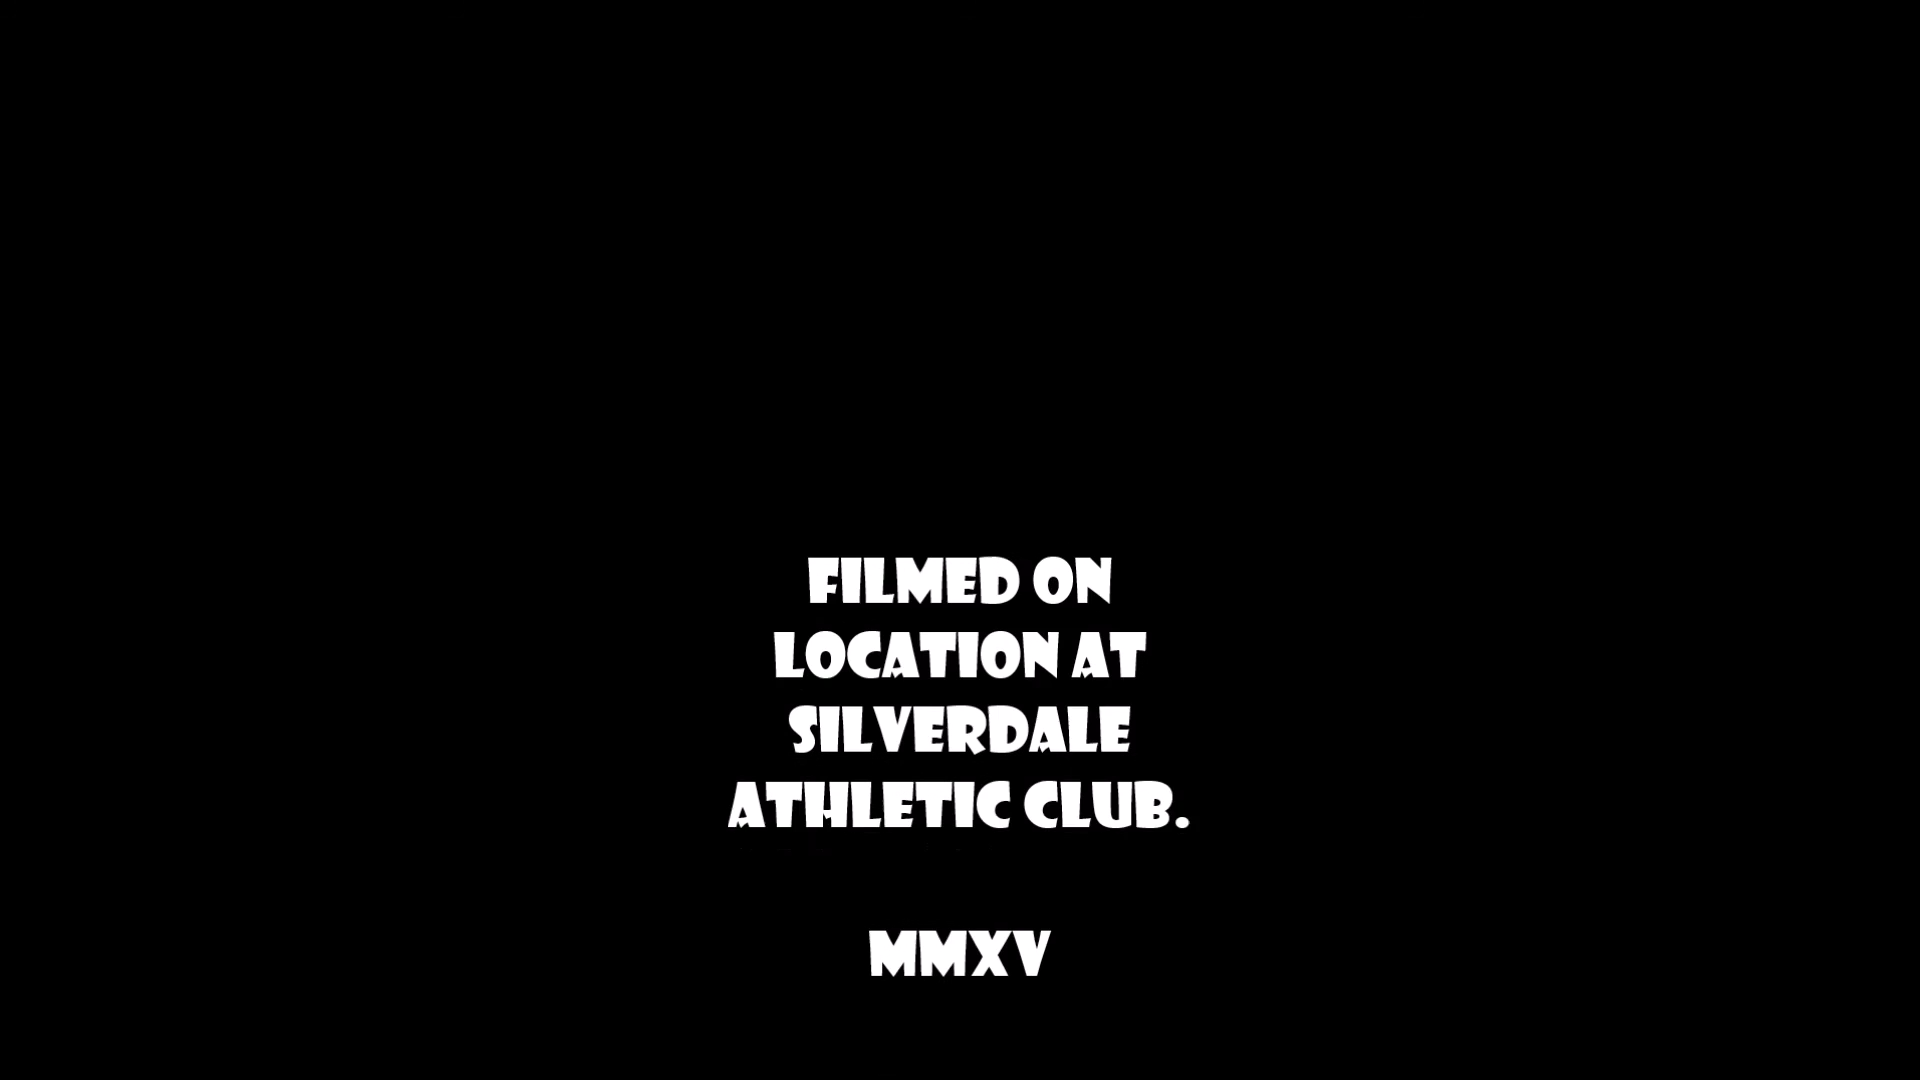 FILMED ON
LOCATION AT
SILVERDALE
ATHLETIC CLUB.
MMXV